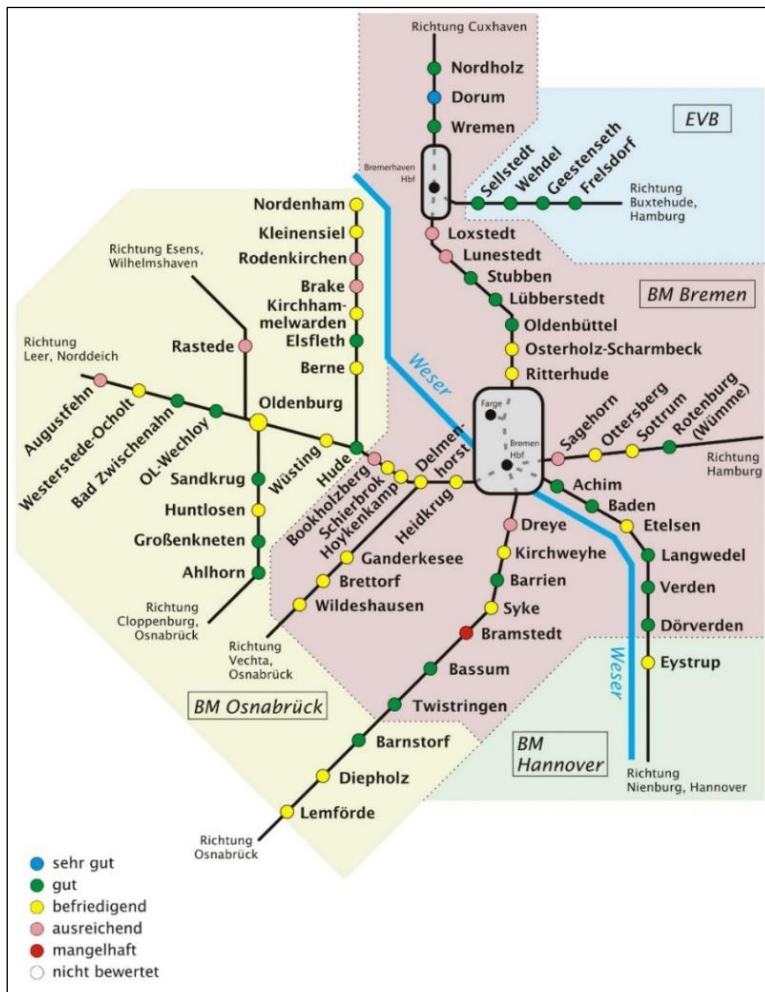 Richtung Cuxhaven
Nordholz
Dorum
Wremen
EVB
Bremerhaven
Hbf
Sellstedt
Wehdel
Geestenseth
Frelsdorf
Richtung
Buxtehude,
Hamburg
Nordenham
Kleinensiel
Rodenkirchen
Brake
Kirchham-
melwarden
Elsfleth
Berne
Loxstedt
Lunestedt
Stubben
Lübberstedt
Oldenbüttel
Osterholz-Scharmbeck
Ritterhude
BM Bremen
Weser
Richtung Esens,
Wilhelmshaven
Rastede
Richtung
Leer, Norddeich
Augustfehn
Westerstede-Ocholt
Bad Zwischenahn
OL-Wechloy
Oldenburg
Wüsting
Hude
Bookholzberg
Schierbrok
Hoykenkamp
Delmen-
horst
Heidkrug
Farge
Bremen
Hbf
Sagehorn
Ottersberg
Sottrum
Rotenburg
(Wümme)
Richtung
Hamburg
Sandkrug
Huntlosen
Großenkneten
Ahlhorn
Richtung
Cloppenburg,
Osnabrück
Ganderkesee
Brettorf
Wildeshausen
Richtung
Vechta,
Osnabrück
Achim
Baden
Etelsen
Langwedel
Verden
Dörverden
Eystrup
Weser
Dreye
Kirchweyhe
Barrien
Syke
Bramstedt
Bassum
Twistringen
BM Osnabrück
Barnstorf
Diepholz
Lemförde
Richtung
Osnabrück
BM
Hannover
Richtung
Nienburg, Hannover
sehr gut
gut
befriedigend
ausreichend
mangelhaft
nicht bewertet